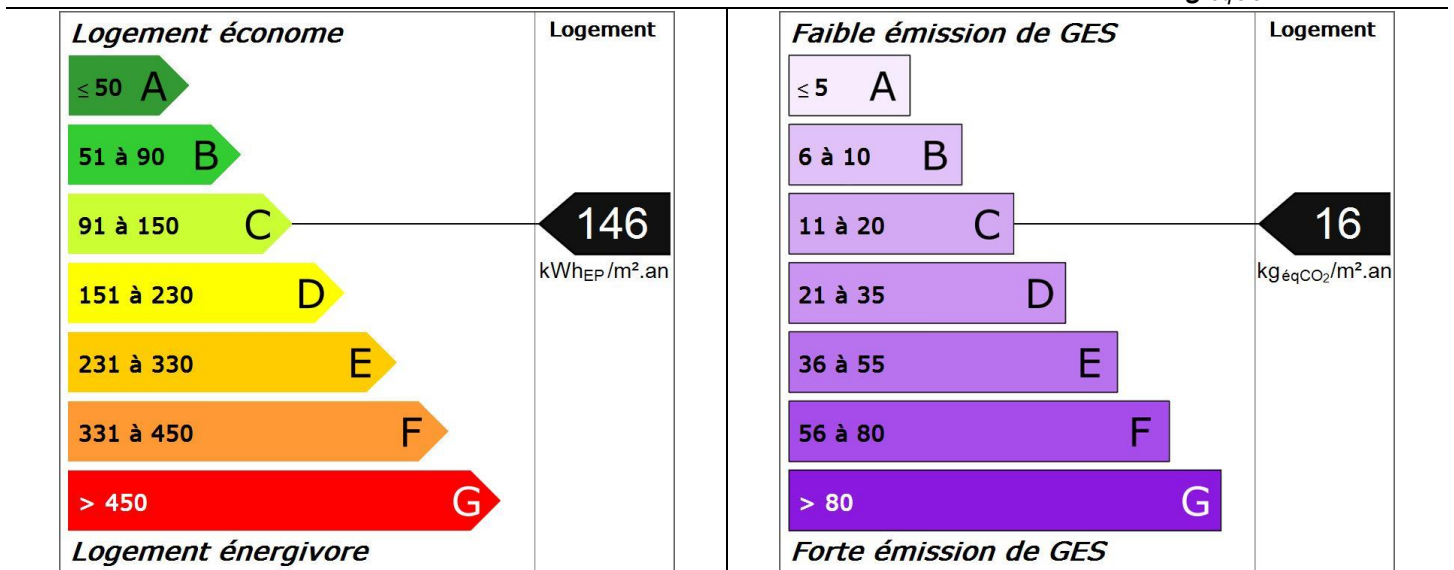 Logement économe Logement
≤ 50 A
51 à 90 B
91 à 150 C 146
kWhEP/m².an
151 à 230 D
231 à 330 E
331 à 450 F
> 450 G
Logement énergivore
Faible émission de GES Logement
≤ 5 A
6 à 10 B
11 à 20 C 16
kgéqCO₂/m².an
21 à 35 D
36 à 55 E
56 à 80 F
> 80 G
Forte émission de GES